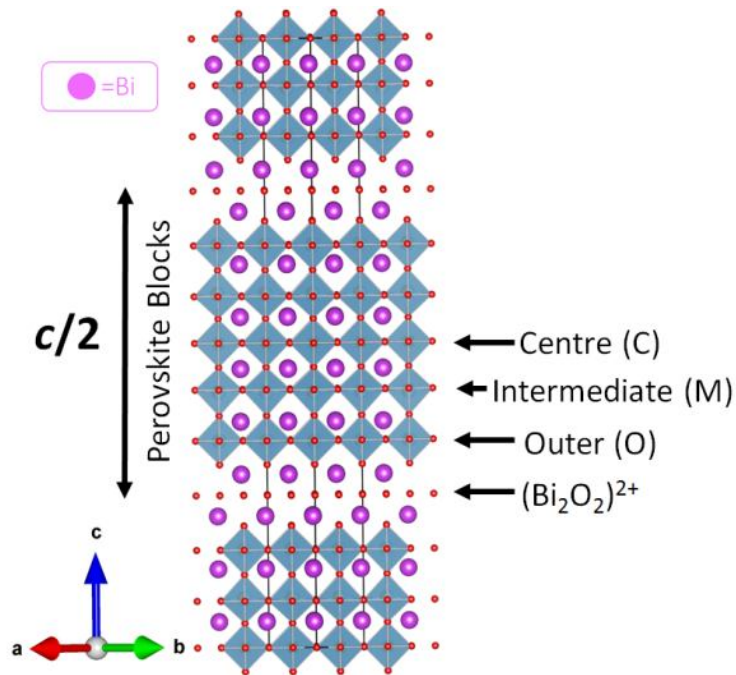 =Bi
Perovskite Blocks
c/2
Centre (C)
Intermediate (M)
Outer (O)
(Bi₂O₂)²⁺
c
a
b